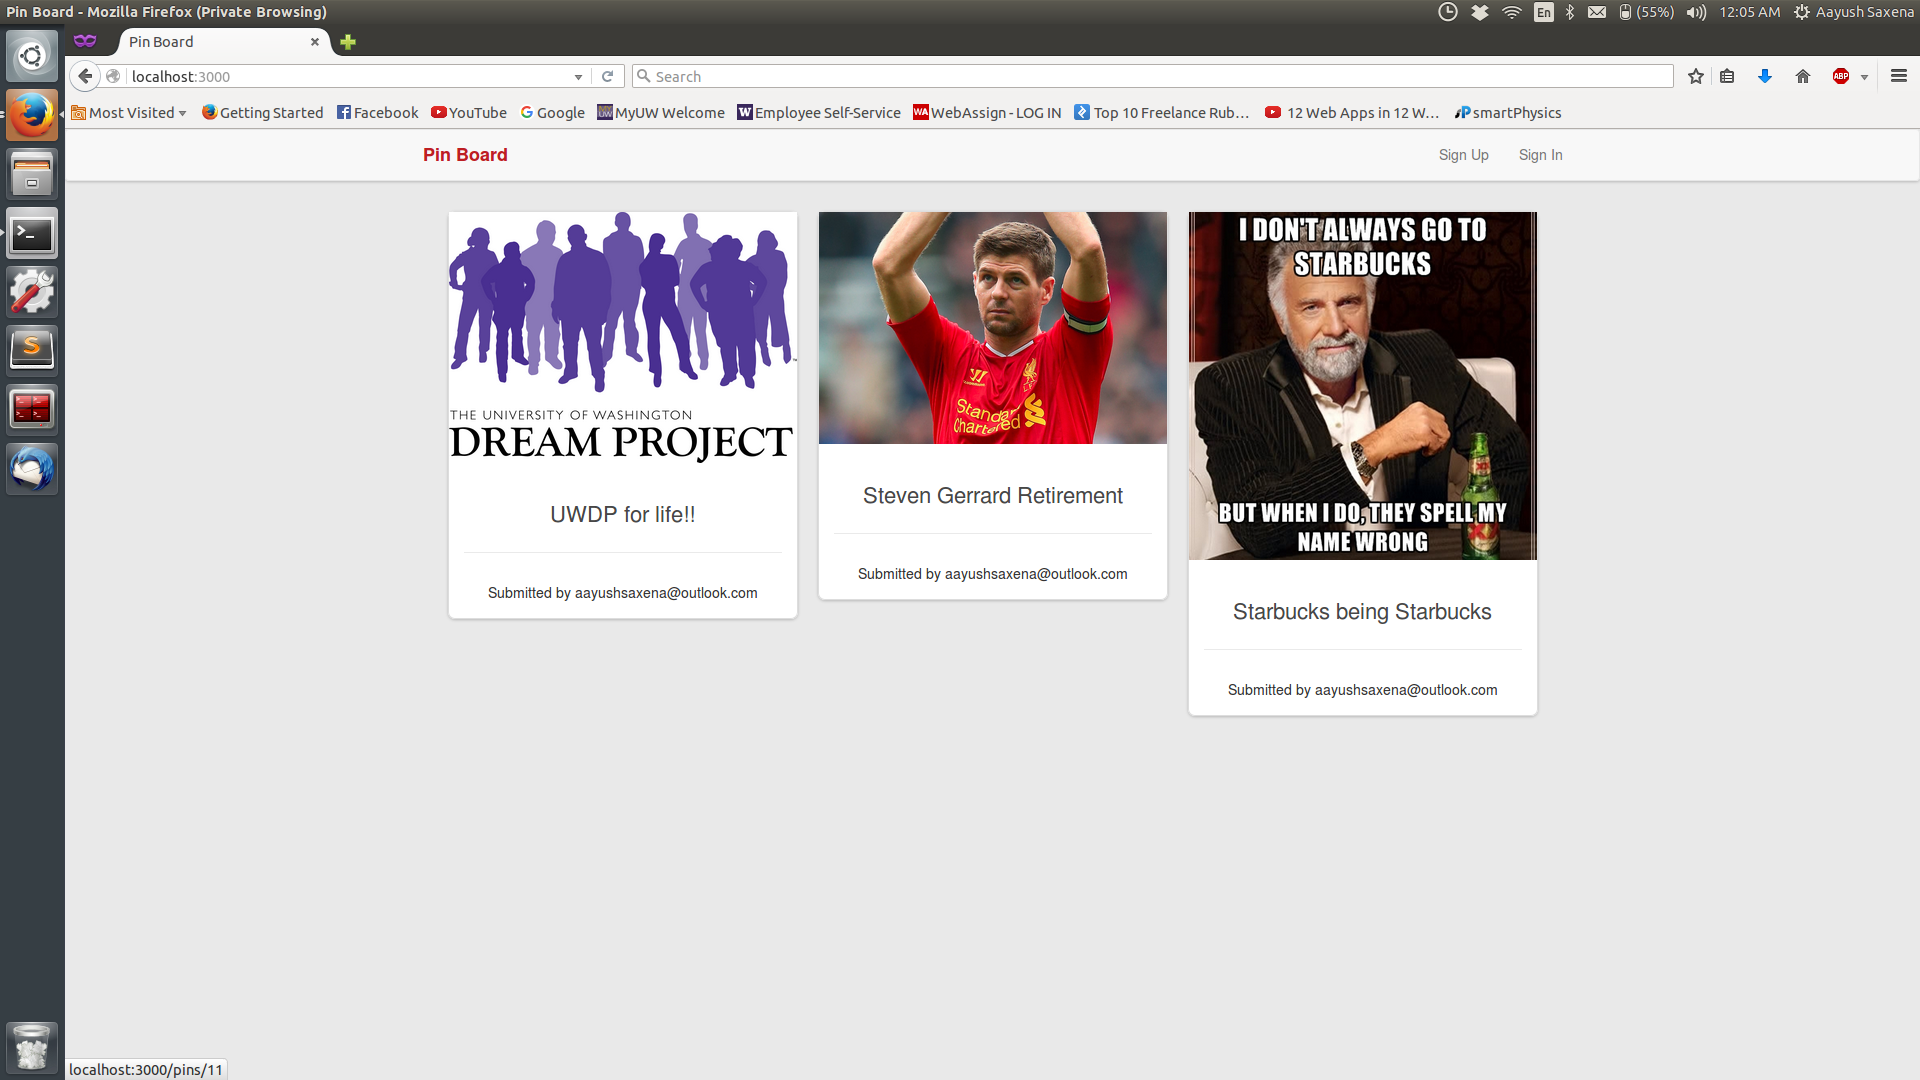 Pin Board - Mozilla Firefox (Private Browsing)
En
(55%)
12:05 AM
Aayush Saxena
Pin Board
localhost:3000
Search
ABP
Most Visited
Getting Started
Facebook
YouTube
Google
MyUW Welcome
Employee Self-Service
WebAssign - LOG IN
Top 10 Freelance Rub…
12 Web Apps in 12 W…
smartPhysics
Pin Board
Sign Up
Sign In
THE UNIVERSITY OF WASHINGTON
DREAM PROJECT
UWDP for life!!
Submitted by aayushsaxena@outlook.com
Standard
Chartered
Steven Gerrard Retirement
Submitted by aayushsaxena@outlook.com
I DON'T ALWAYS GO TO
STARBUCKS
BUT WHEN I DO, THEY SPELL MY
NAME WRONG
Starbucks being Starbucks
Submitted by aayushsaxena@outlook.com
localhost:3000/pins/11